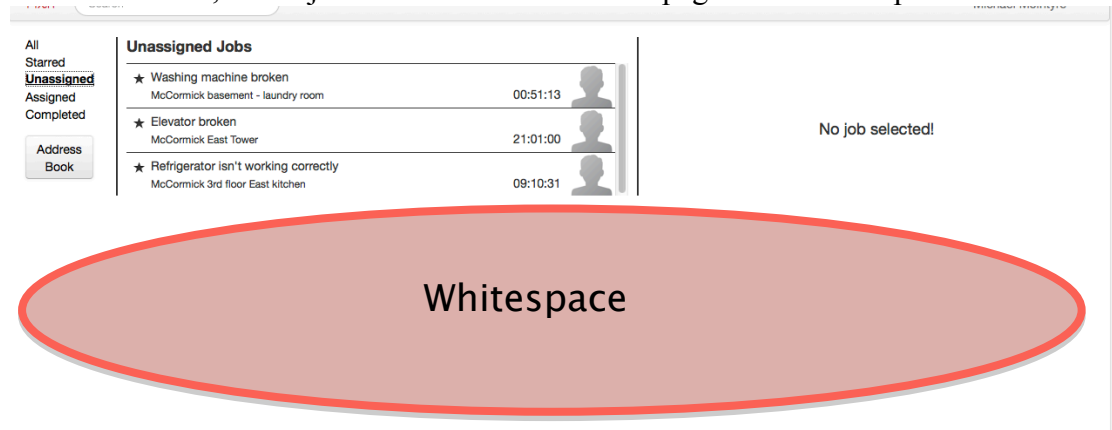 All
Starred
Unassigned
Assigned
Completed
Address
Book
Unassigned Jobs
★ Washing machine broken
McCormick basement - laundry room 00:51:13
★ Elevator broken
McCormick East Tower 21:01:00
★ Refrigerator isn't working correctly
McCormick 3rd floor East kitchen 09:10:31
No job selected!
Whitespace